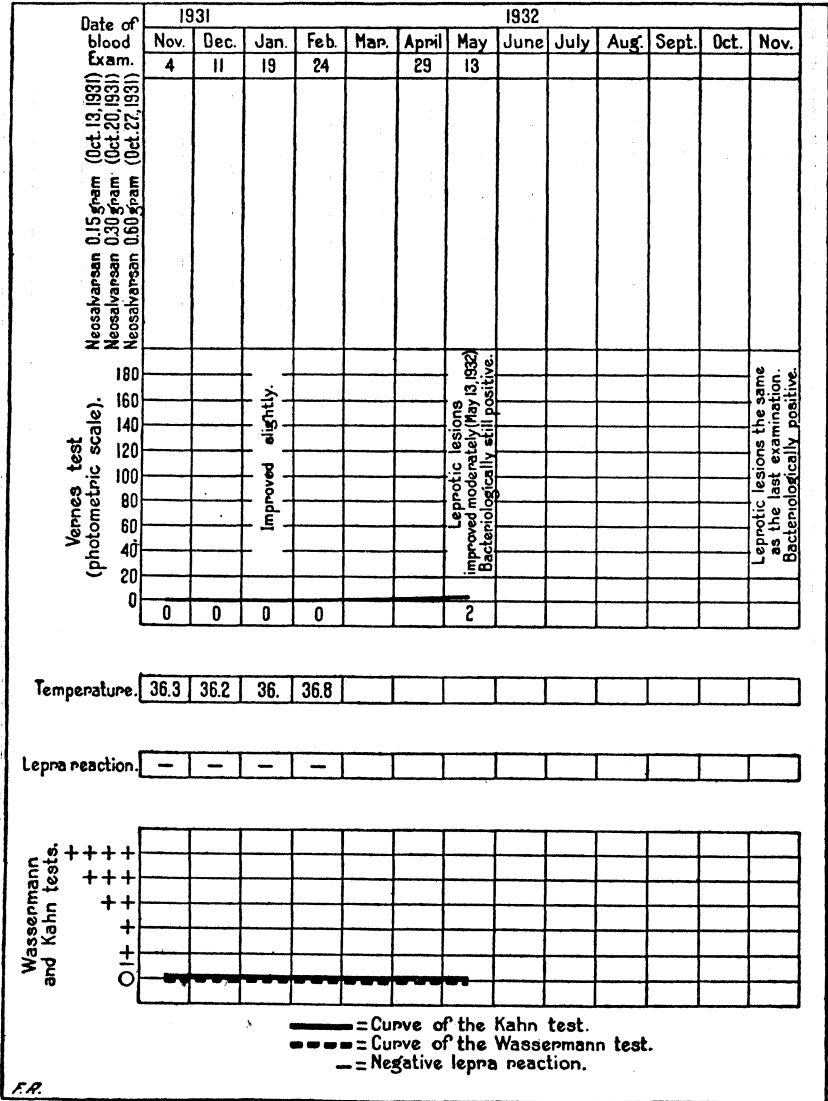 1931 1932
Date of blood Exam.
Nov. Dec. Jan. Feb. Mar. April May June July Aug. Sept. Oct. Nov.
4 11 19 24 29 13
Neosalvarsan 0.15 gram (Oct. 13, 1931)
Neosalvarsan 0.30 gram (Oct. 20, 1931)
Neosalvarsan 0.60 gram (Oct. 27, 1931)
Vernes test
(photometric scale).
180
160
140
120
100
80
60
40
20
0
Improved slightly.
Leprotic lesions
improved moderately (May 13, 1932)
Bacteriologically still positive.
Leprotic lesions the same
as the last examination.
Bacteriologically positive.
0 0 0 0 2
Temperature. 36.3 36.2 36. 36.8
Lepra reaction. – – – –
Wassermann
and Kahn tests.
++++
+++
++
+
±
O
= Curve of the Kahn test.
= Curve of the Wassermann test.
– = Negative lepra reaction.
F.R.